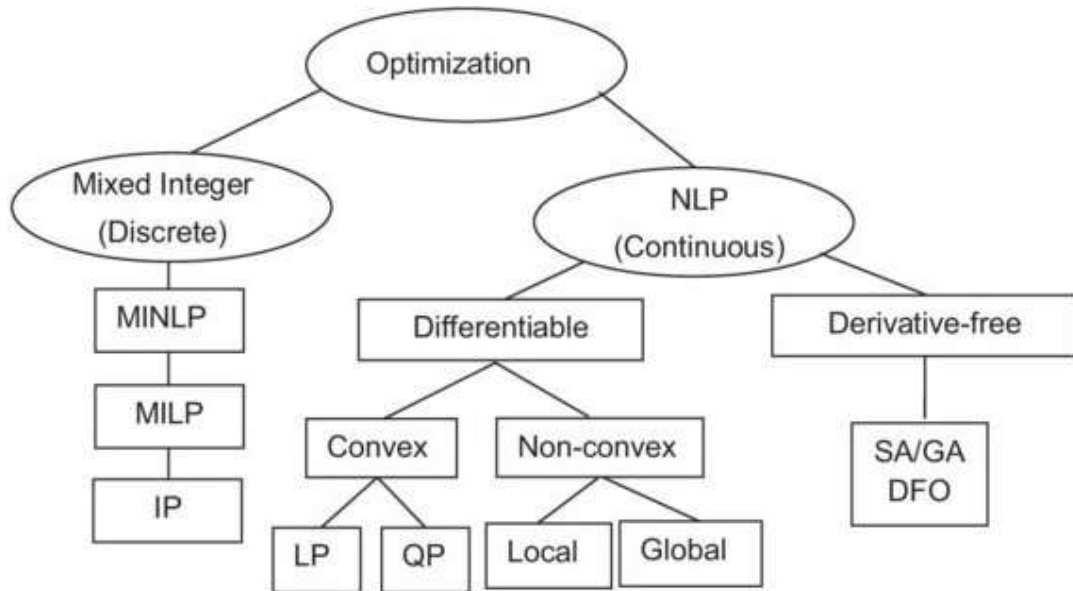 Optimization
Mixed Integer
(Discrete)
NLP
(Continuous)
MINLP
Differentiable
Derivative-free
MILP
Convex
Non-convex
SA/GA
DFO
IP
LP
QP
Local
Global